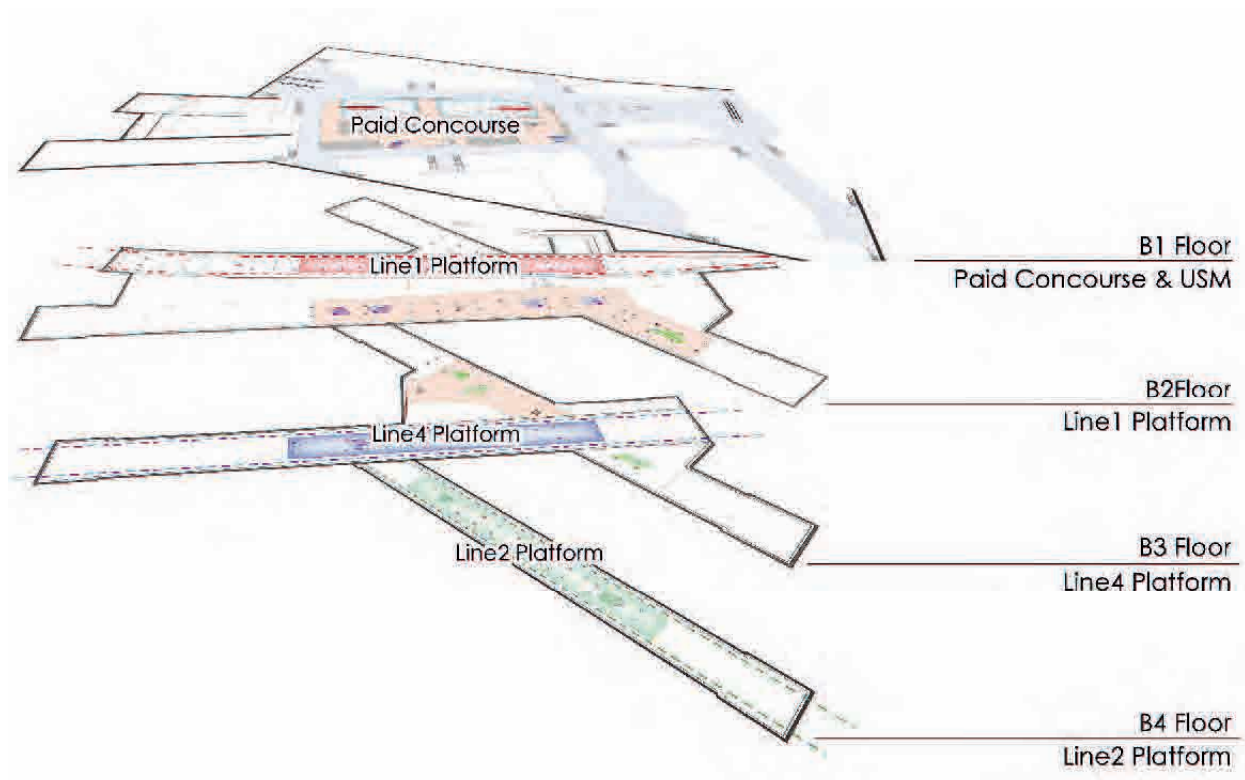 Paid Concourse
B1 Floor
Paid Concourse & USM
Line1 Platform
B2Floor
Line1 Platform
Line4 Platform
B3 Floor
Line4 Platform
Line2 Platform
B4 Floor
Line2 Platform